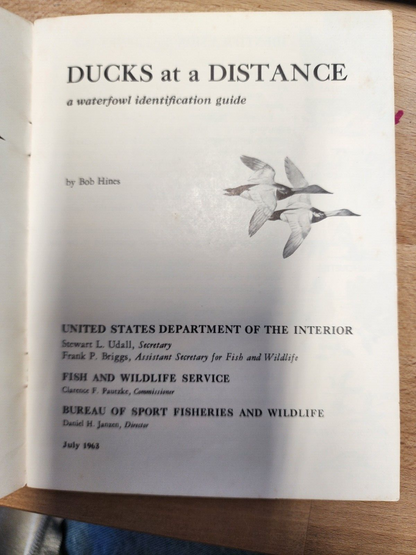 DUCKS at a DISTANCE
a waterfowl identification guide
by Bob Hines
UNITED STATES DEPARTMENT OF THE INTERIOR
Stewart L. Udall, Secretary
Frank P. Briggs, Assistant Secretary for Fish and Wildlife
FISH AND WILDLIFE SERVICE
Clarence F. Pautzke, Commissioner
BUREAU OF SPORT FISHERIES AND WILDLIFE
Daniel H. Janzen, Director
July 1963